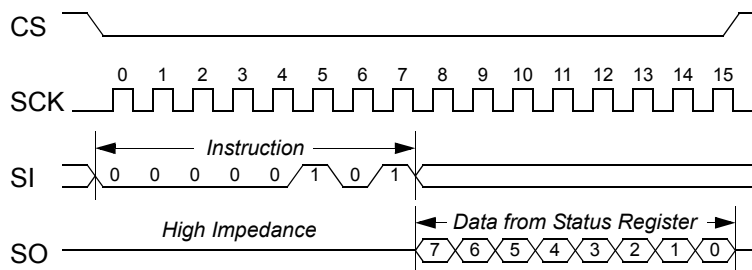 CS
0 1 2 3 4 5 6 7 8 9 10 11 12 13 14 15
SCK
Instruction
SI 0 0 0 0 0 1 0 1
High Impedance Data from Status Register
SO 7 6 5 4 3 2 1 0